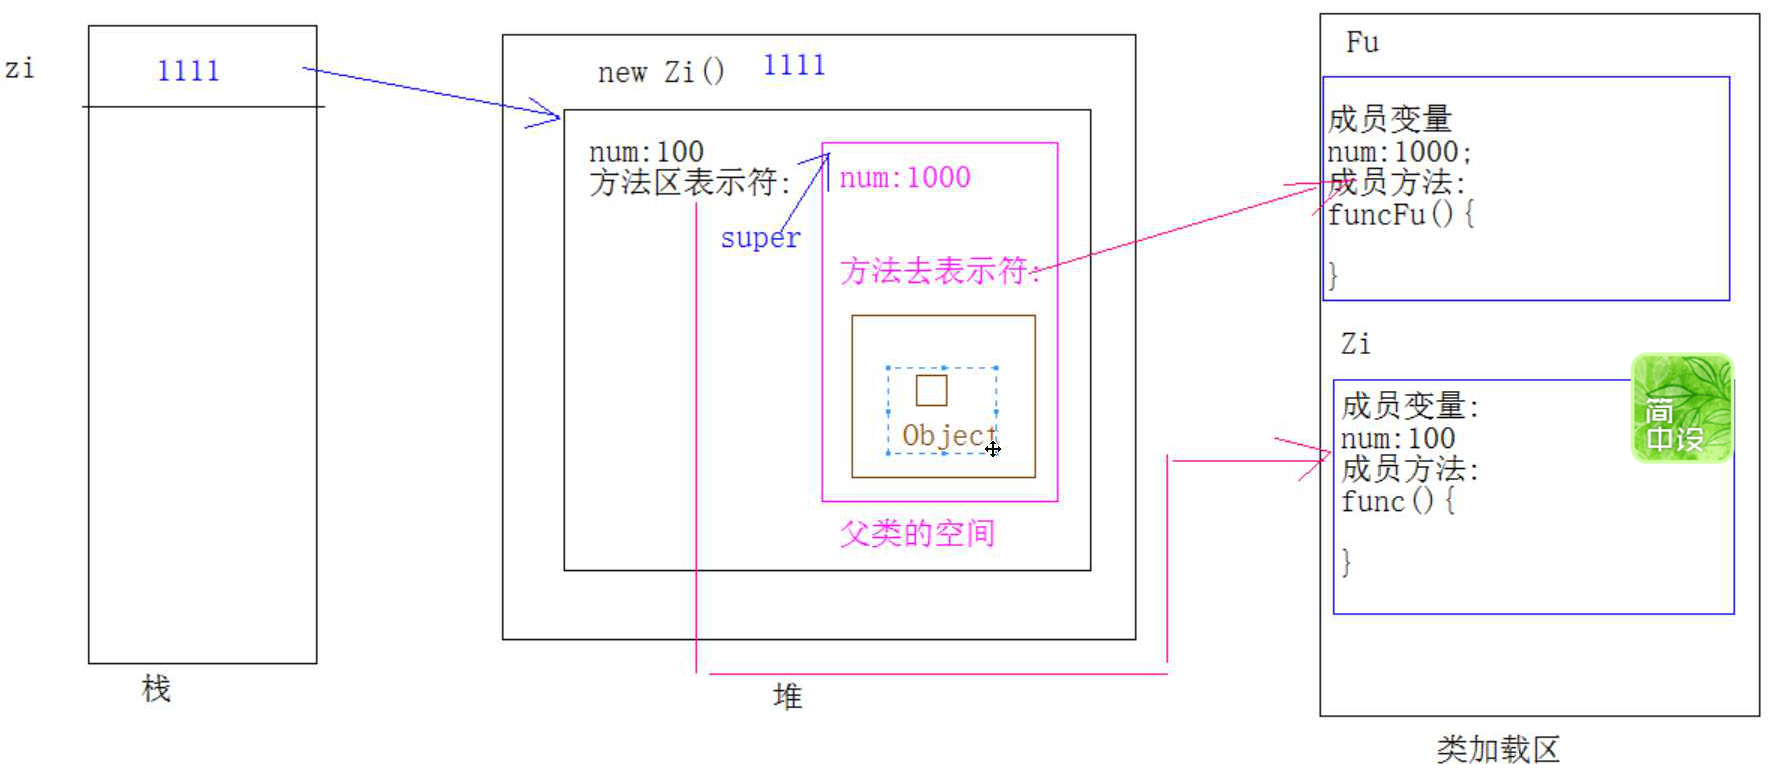 zi
1111
栈
new Zi()
1111
num:100
方法区表示符:
super
num:1000
方法去表示符:
Object
父类的空间
堆
Fu
成员变量
num:1000;
成员方法:
funcFu(){
}
Zi
成员变量:
num:100
成员方法:
func(){
}
简
中 设
类加载区